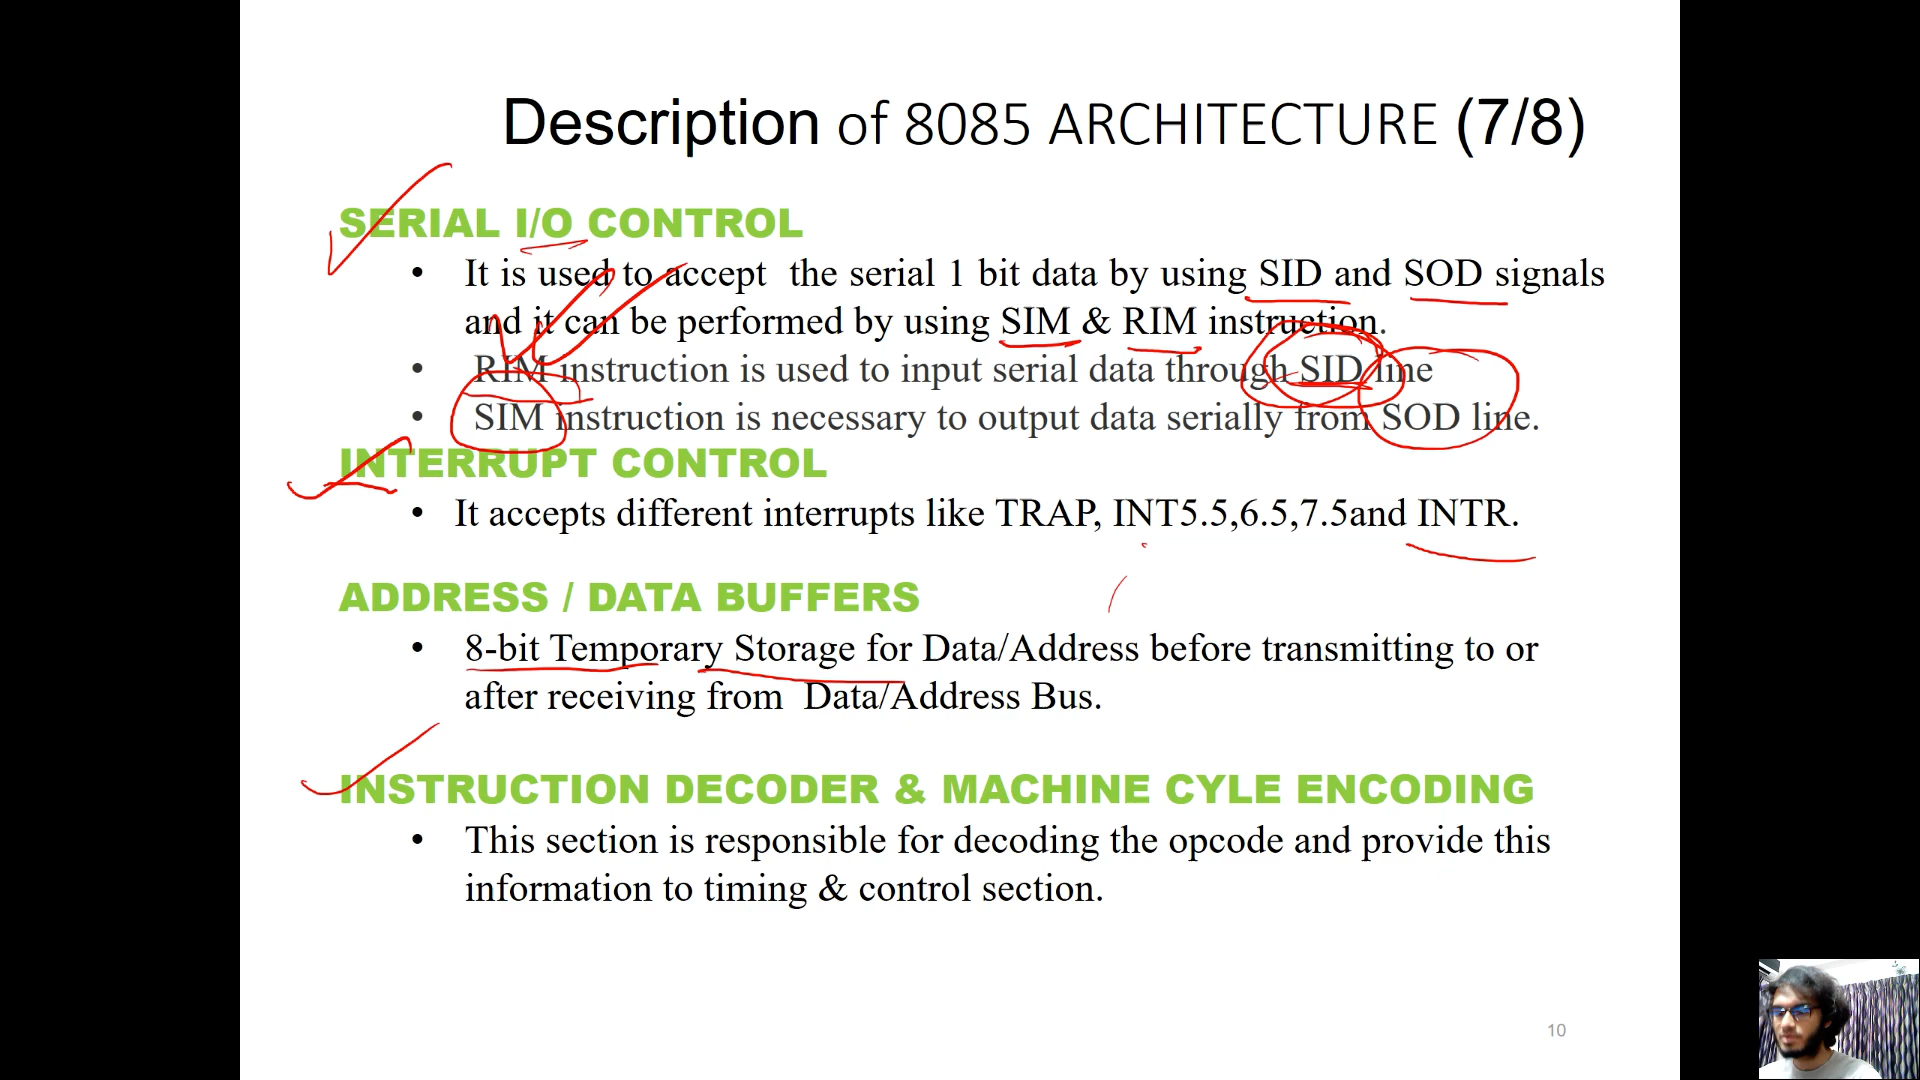 Description of 8085 ARCHITECTURE (7/8)
SERIAL I/O CONTROL
• It is used to accept the serial 1 bit data by using SID and SOD signals
and it can be performed by using SIM & RIM instruction.
• RIM instruction is used to input serial data through SID line
• SIM instruction is necessary to output data serially from SOD line.
INTERRUPT CONTROL
• It accepts different interrupts like TRAP, INT5.5,6.5,7.5and INTR.
ADDRESS / DATA BUFFERS
• 8-bit Temporary Storage for Data/Address before transmitting to or
after receiving from Data/Address Bus.
INSTRUCTION DECODER & MACHINE CYLE ENCODING
• This section is responsible for decoding the opcode and provide this
information to timing & control section.
10